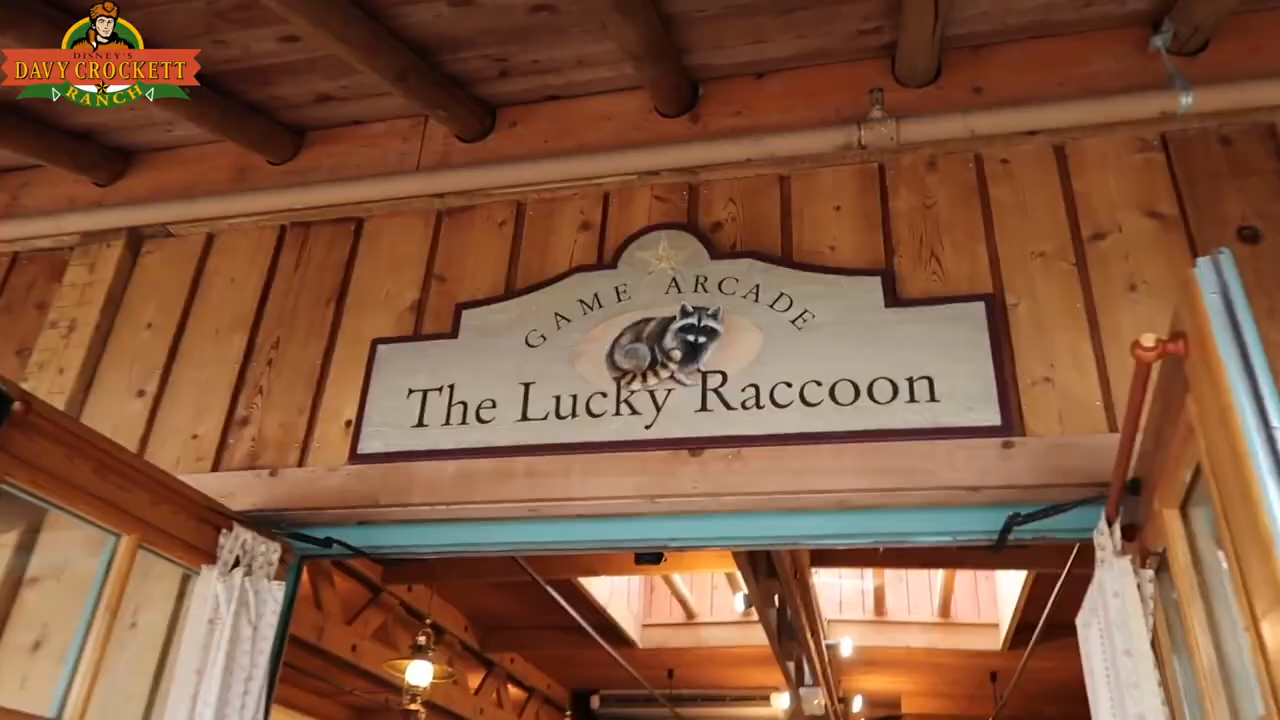 DISNEY'S
DAVY CROCKETT
RANCH
GAME ARCADE
The Lucky Raccoon